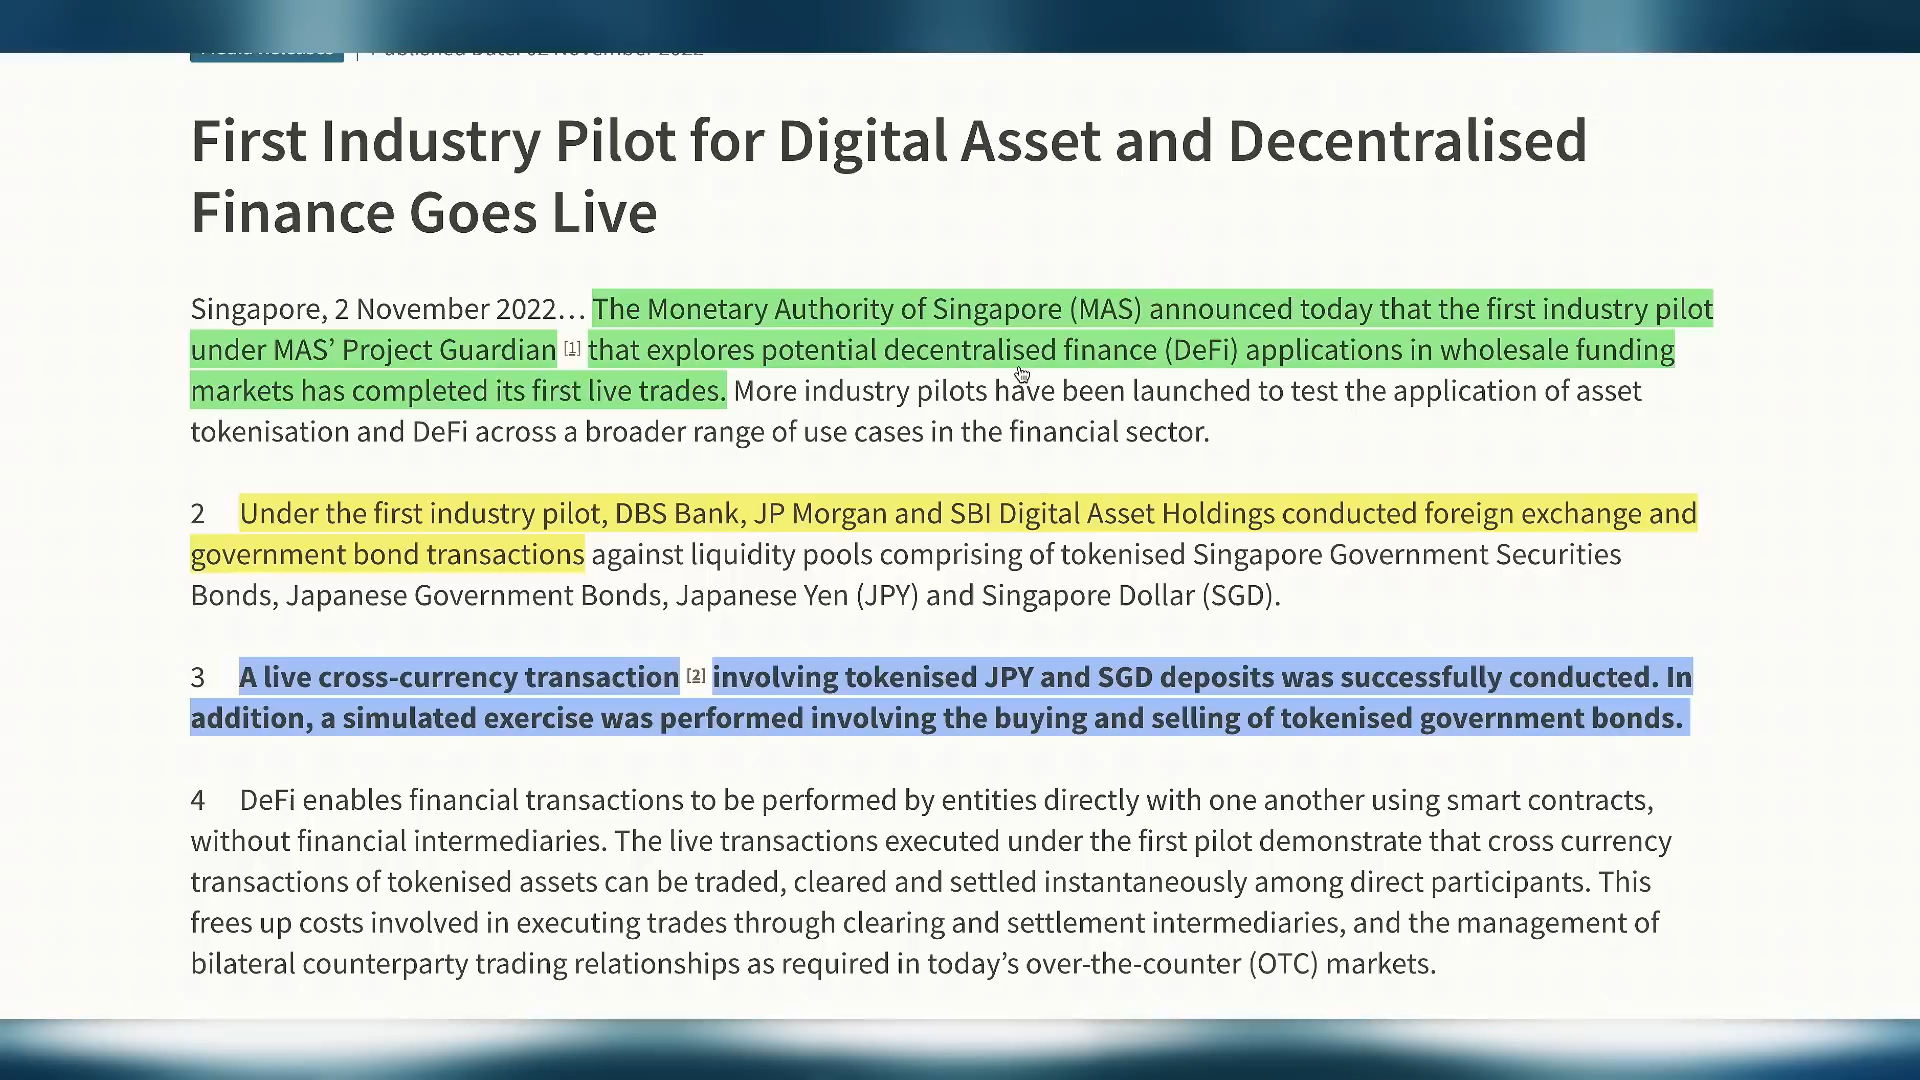 Media Releases | Published Date: 02 November 2022
First Industry Pilot for Digital Asset and Decentralised
Finance Goes Live
Singapore, 2 November 2022… The Monetary Authority of Singapore (MAS) announced today that the first industry pilot
under MAS’ Project Guardian [1] that explores potential decentralised finance (DeFi) applications in wholesale funding
markets has completed its first live trades. More industry pilots have been launched to test the application of asset
tokenisation and DeFi across a broader range of use cases in the financial sector.
2 Under the first industry pilot, DBS Bank, JP Morgan and SBI Digital Asset Holdings conducted foreign exchange and
government bond transactions against liquidity pools comprising of tokenised Singapore Government Securities
Bonds, Japanese Government Bonds, Japanese Yen (JPY) and Singapore Dollar (SGD).
3 A live cross-currency transaction [2] involving tokenised JPY and SGD deposits was successfully conducted. In
addition, a simulated exercise was performed involving the buying and selling of tokenised government bonds.
4 DeFi enables financial transactions to be performed by entities directly with one another using smart contracts,
without financial intermediaries. The live transactions executed under the first pilot demonstrate that cross currency
transactions of tokenised assets can be traded, cleared and settled instantaneously among direct participants. This
frees up costs involved in executing trades through clearing and settlement intermediaries, and the management of
bilateral counterparty trading relationships as required in today’s over-the-counter (OTC) markets.